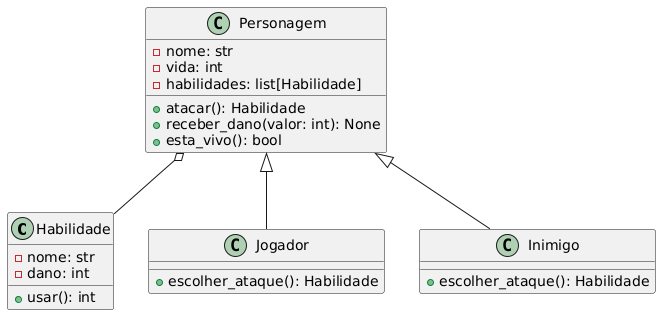 C Personagem
nome: str
vida: int
habilidades: list[Habilidade]
atacar(): Habilidade
receber_dano(valor: int): None
esta_vivo(): bool
C Habilidade
nome: str
dano: int
usar(): int
C Jogador
escolher_ataque(): Habilidade
C Inimigo
escolher_ataque(): Habilidade